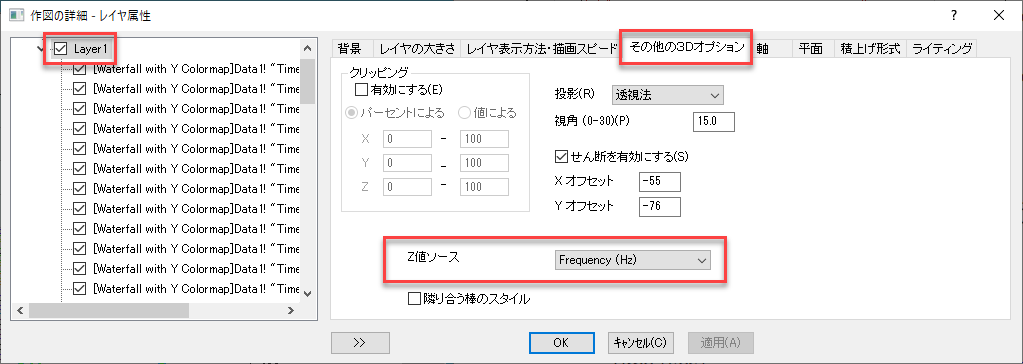 作図の詳細 - レイヤ属性
Layer1
[Waterfall with Y Colormap]Data1! "Time
[Waterfall with Y Colormap]Data1! "Time
[Waterfall with Y Colormap]Data1! "Time
[Waterfall with Y Colormap]Data1! "Time
[Waterfall with Y Colormap]Data1! "Time
[Waterfall with Y Colormap]Data1! "Time
[Waterfall with Y Colormap]Data1! "Time
[Waterfall with Y Colormap]Data1! "Time
[Waterfall with Y Colormap]Data1! "Time
[Waterfall with Y Colormap]Data1! "Time
[Waterfall with Y Colormap]Data1! "Time
[Waterfall with Y Colormap]Data1! "Time
背景 レイヤの大きさ レイヤ表示方法・描画スピード その他の3Dオプション 軸 平面 積上げ形式 ライティング
クリッピング
有効にする(E)
パーセントによる 値による
X 0 - 100
Y 0 - 100
Z 0 - 100
投影(R) 透視法
視角 (0-30)(P) 15.0
せん断を有効にする(S)
X オフセット -55
Y オフセット -76
Z値ソース Frequency (Hz)
隣り合う棒のスタイル
>> OK キャンセル(C) 適用(A)